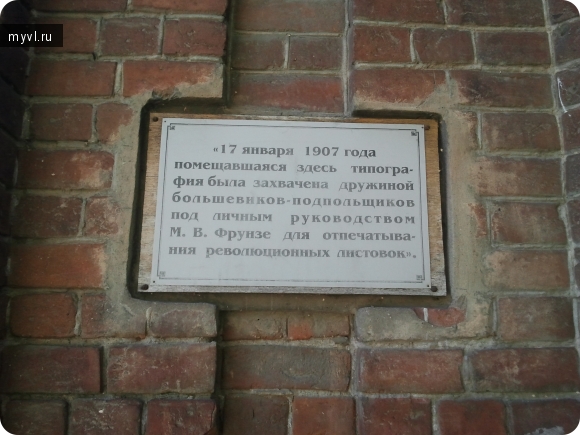 myvl.ru
«17 января 1907 года
помещавшаяся здесь типогра-
фия была захвачена дружиной
большевиков-подпольщиков
под личным руководством
М. В. Фрунзе для отпечатыва-
ния революционных листовок».